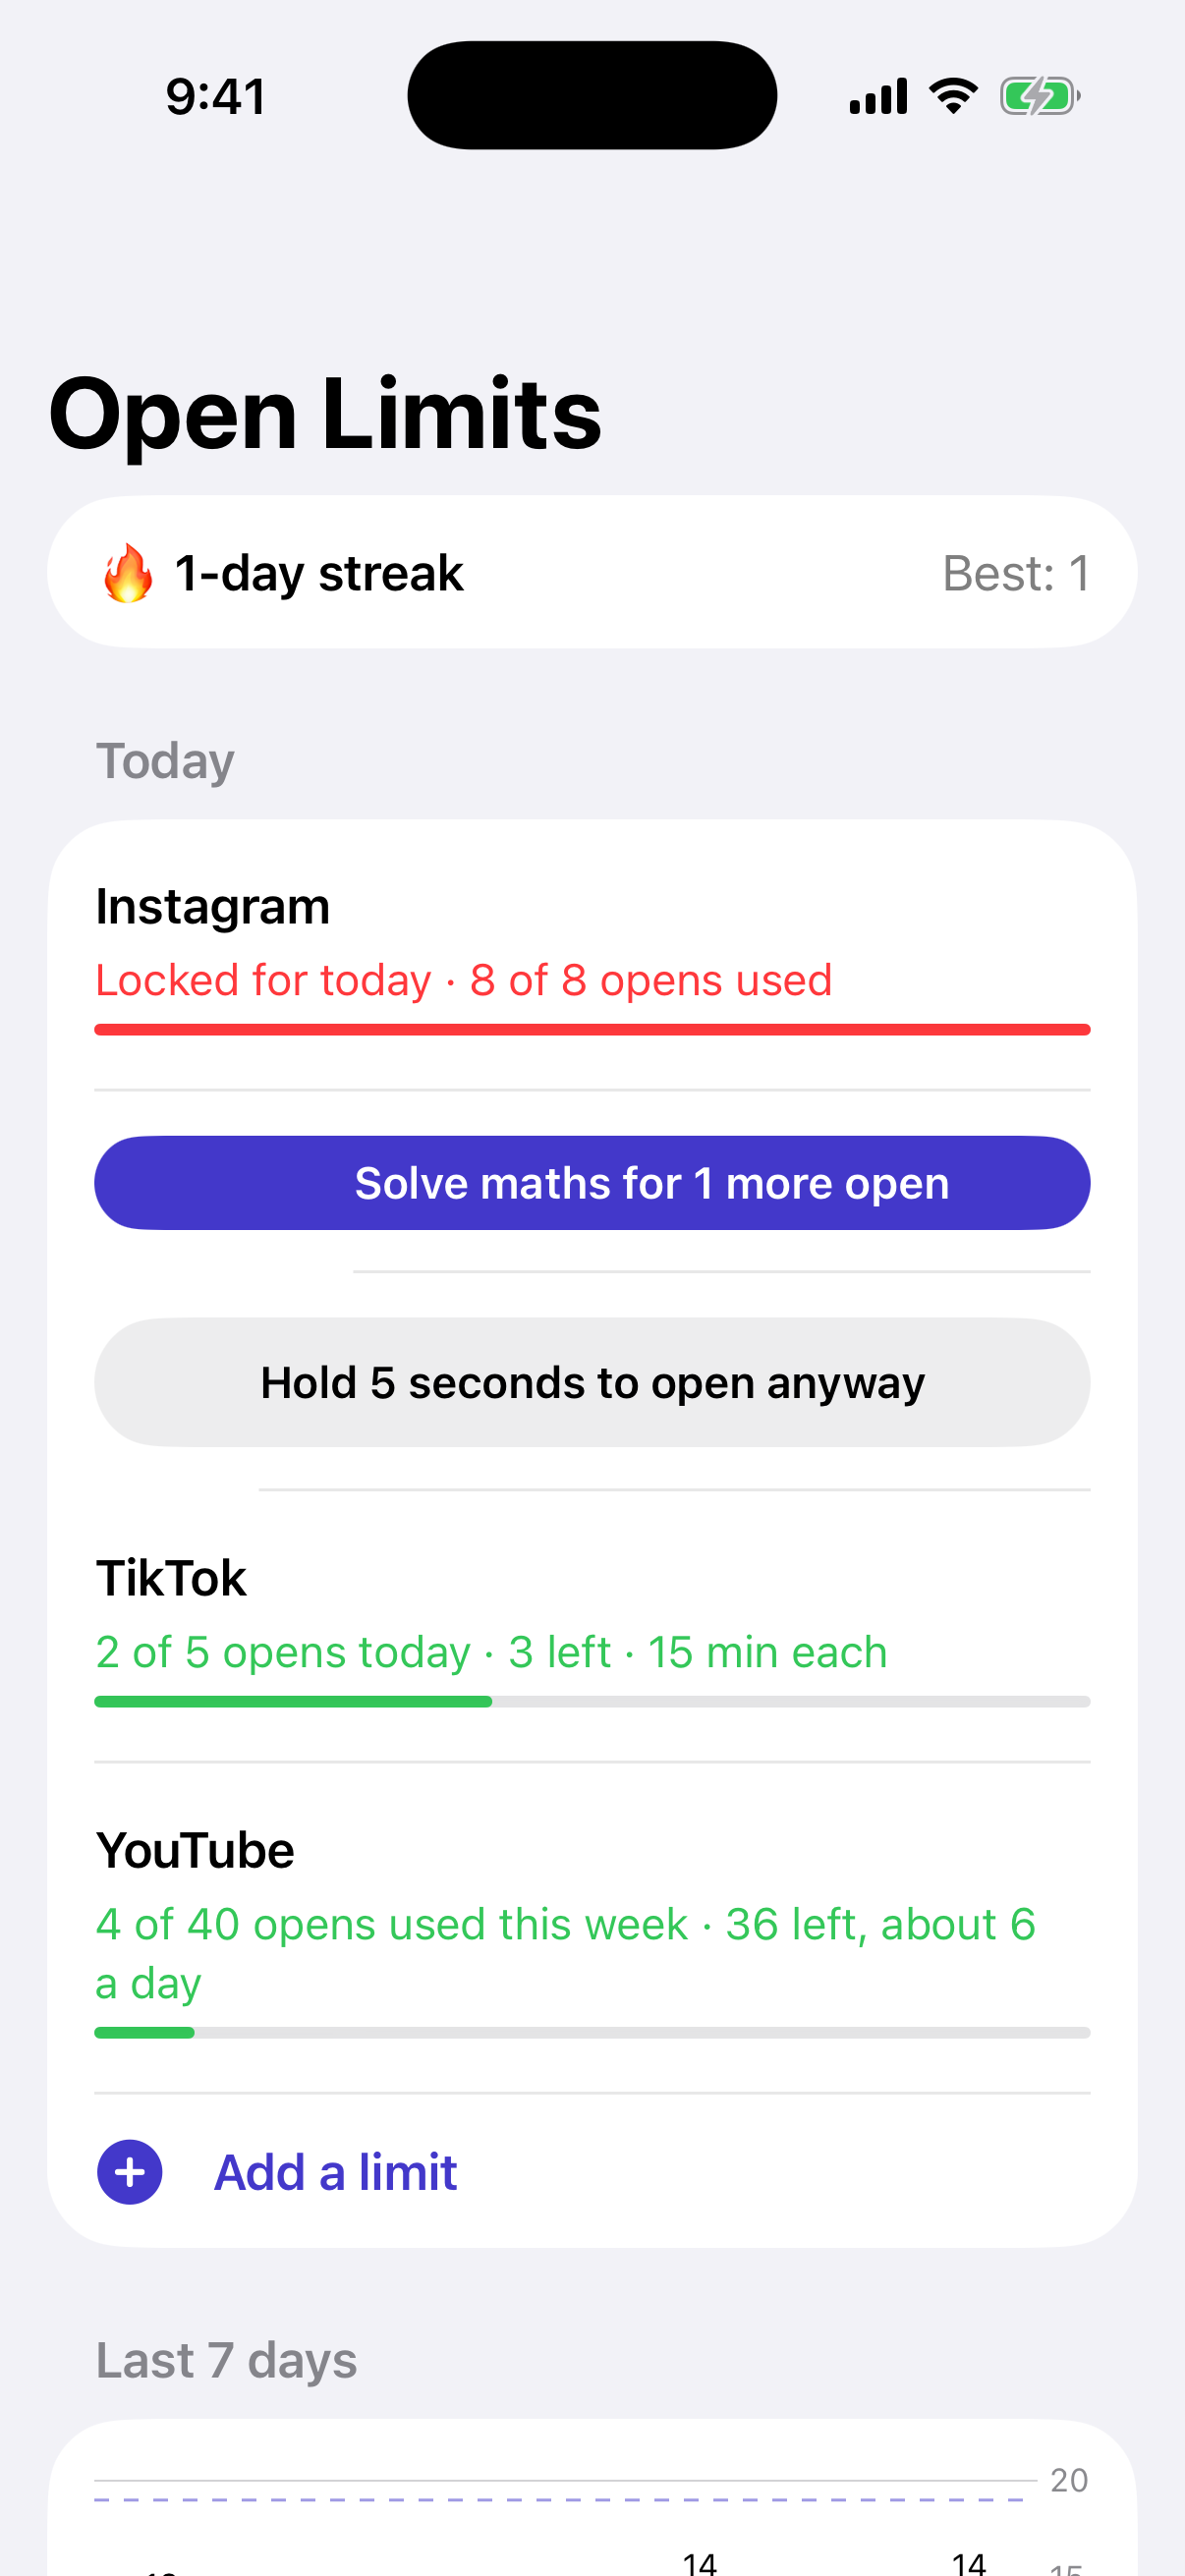 9:41
Open Limits
🔥 1-day streak
Best: 1
Today
Instagram
Locked for today · 8 of 8 opens used
Solve maths for 1 more open
Hold 5 seconds to open anyway
TikTok
2 of 5 opens today · 3 left · 15 min each
YouTube
4 of 40 opens used this week · 36 left, about 6
a day
Add a limit
Last 7 days
20
14
14